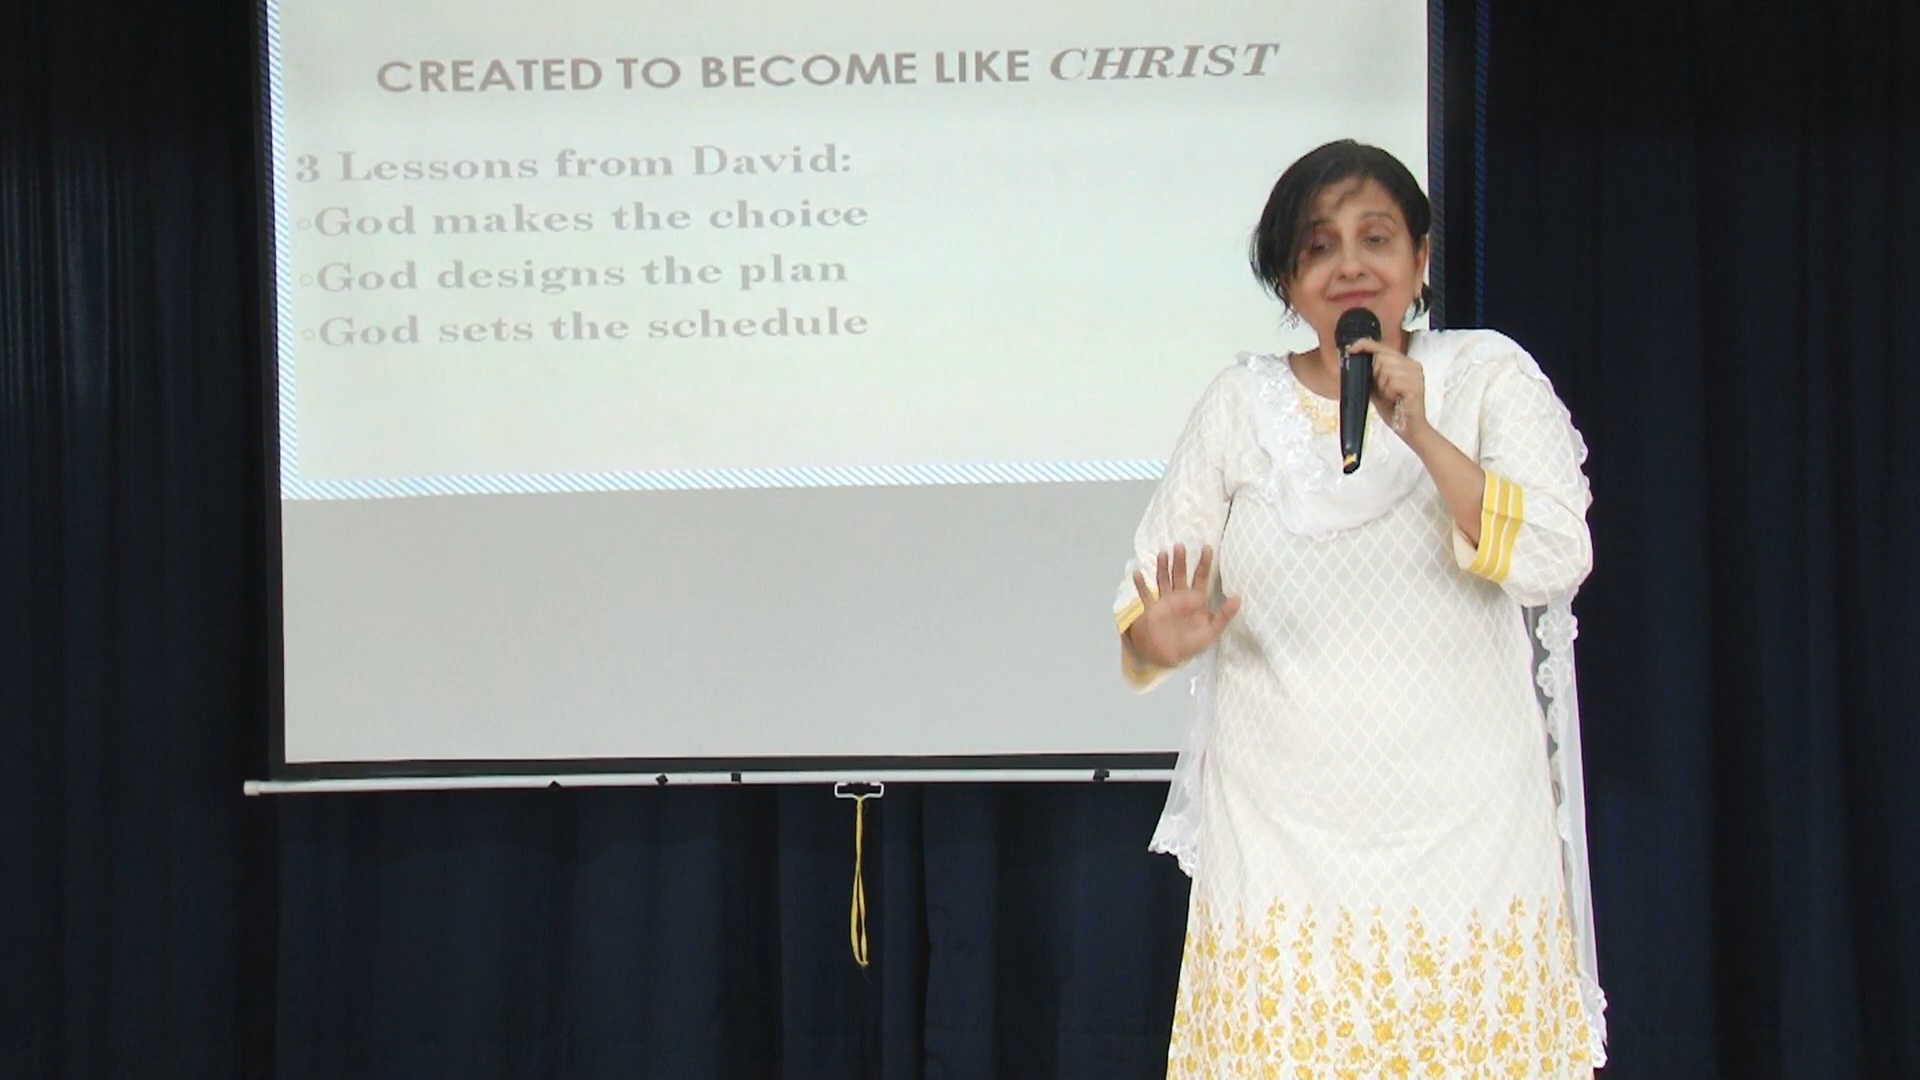 CREATED TO BECOME LIKE CHRIST
3 Lessons from David:
◦God makes the choice
◦God designs the plan
◦God sets the schedule